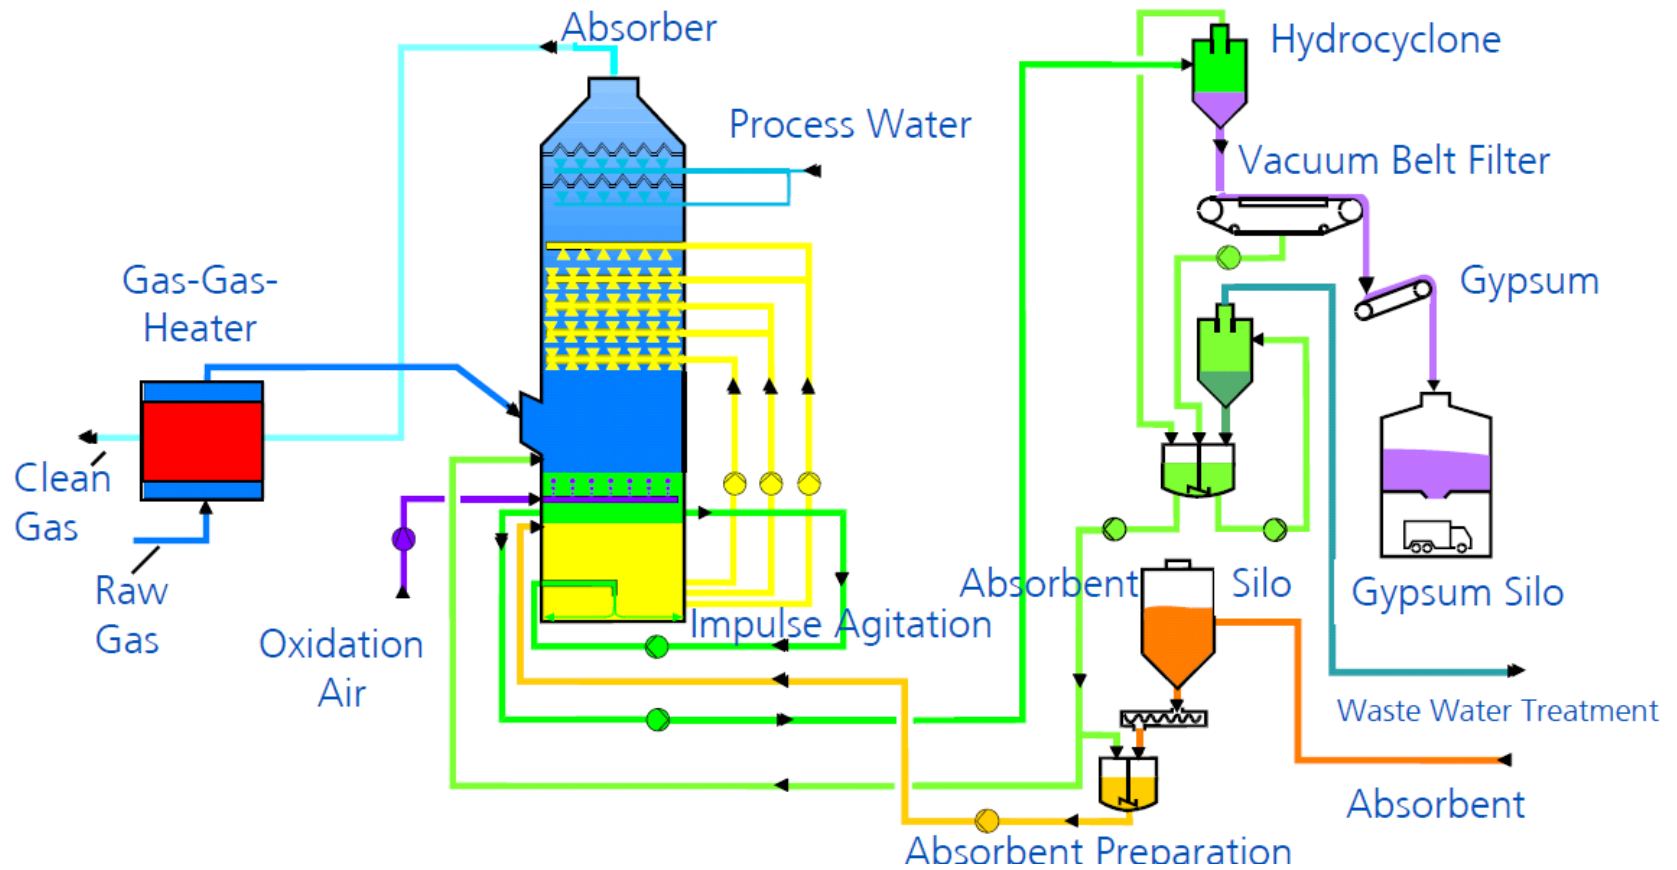 Absorber
Hydrocyclone
Process Water
Vacuum Belt Filter
Gas-Gas-
Heater
Gypsum
Clean
Gas
Raw
Gas
Oxidation
Air
Impulse Agitation
Absorbent
Silo
Gypsum Silo
Waste Water Treatment
Absorbent
Absorbent Preparation